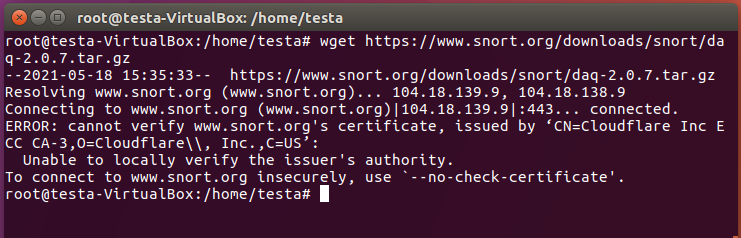 root@testa-VirtualBox: /home/testa
root@testa-VirtualBox:/home/testa# wget https://www.snort.org/downloads/snort/da
q-2.0.7.tar.gz
--2021-05-18 15:35:33--  https://www.snort.org/downloads/snort/daq-2.0.7.tar.gz
Resolving www.snort.org (www.snort.org)... 104.18.139.9, 104.18.138.9
Connecting to www.snort.org (www.snort.org)|104.18.139.9|:443... connected.
ERROR: cannot verify www.snort.org's certificate, issued by ‘CN=Cloudflare Inc E
CC CA-3,O=Cloudflare\\, Inc.,C=US’:
  Unable to locally verify the issuer's authority.
To connect to www.snort.org insecurely, use `--no-check-certificate'.
root@testa-VirtualBox:/home/testa#